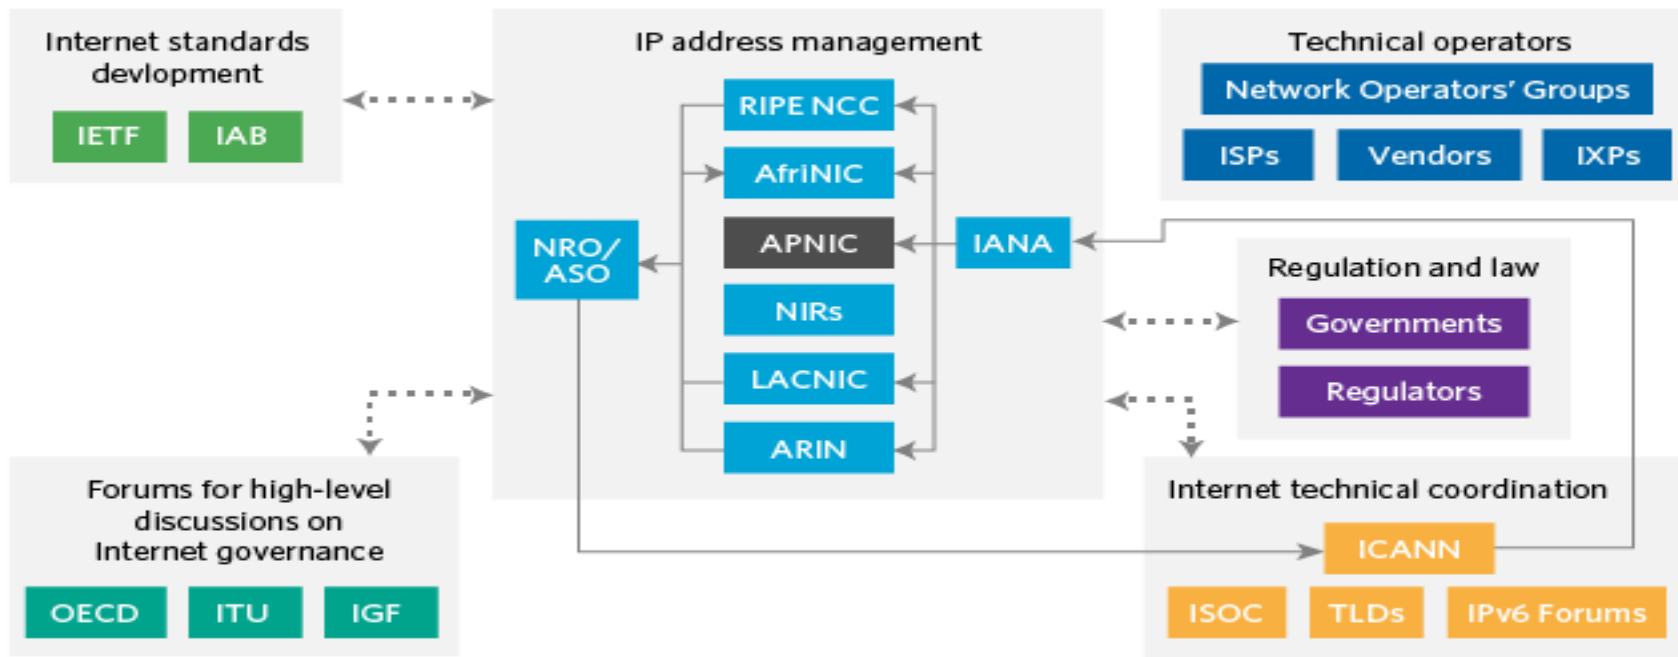 Internet standards
devlopment
IETF IAB
IP address management
RIPE NCC
AfriNIC
APNIC
NIRs
LACNIC
ARIN
NRO/
ASO
IANA
Technical operators
Network Operators' Groups
ISPs Vendors IXPs
Regulation and law
Governments
Regulators
Forums for high-level
discussions on
Internet governance
OECD ITU IGF
Internet technical coordination
ICANN
ISOC TLDs IPv6 Forums